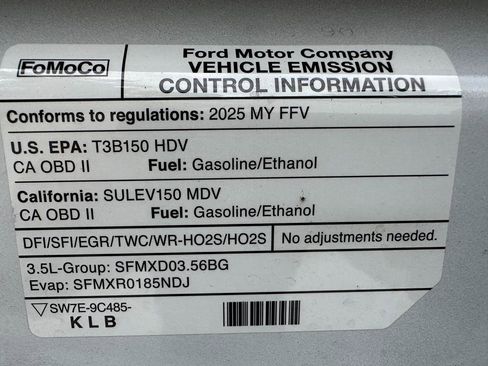 FoMoCo
Ford Motor Company
VEHICLE EMISSION
CONTROL INFORMATION
Conforms to regulations: 2025 MY FFV
U.S. EPA: T3B150 HDV
CA OBD II Fuel: Gasoline/Ethanol
California: SULEV150 MDV
CA OBD II Fuel: Gasoline/Ethanol
DFI/SFI/EGR/TWC/WR-HO2S/HO2S No adjustments needed.
3.5L-Group: SFMXD03.56BG
Evap: SFMXR0185NDJ
SW7E-9C485-
KLB